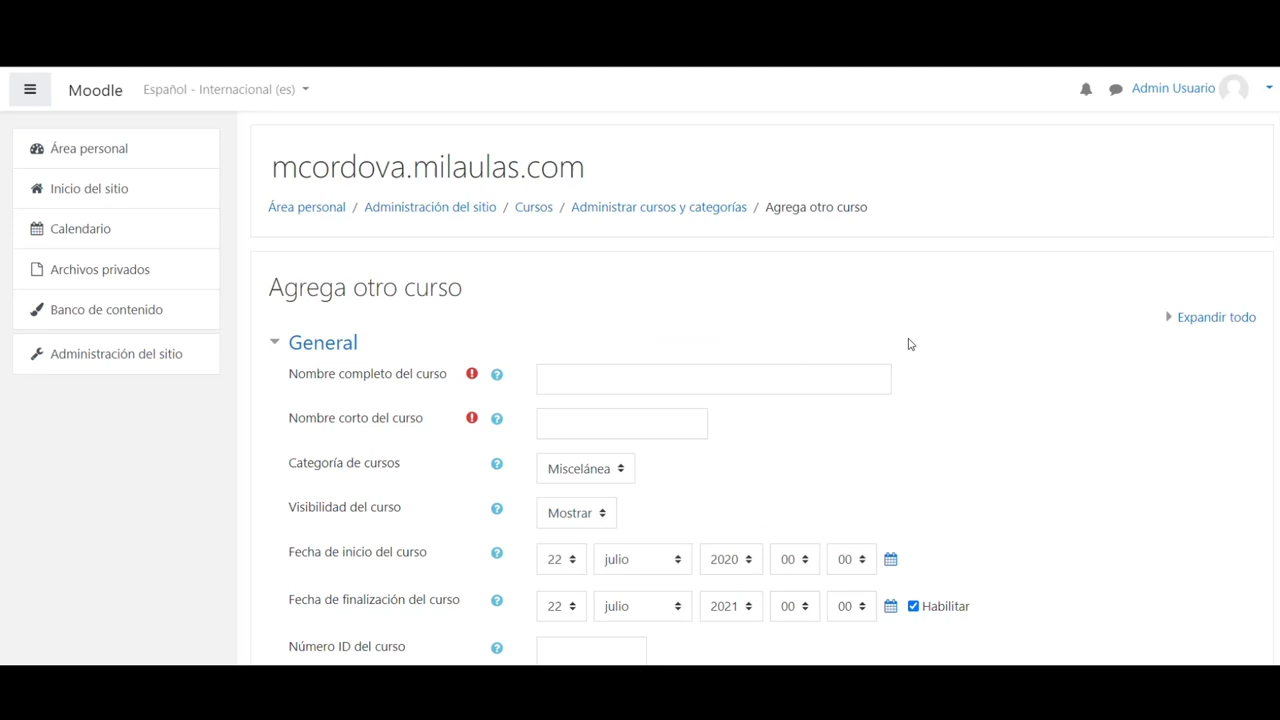 Moodle Español - Internacional (es) Admin Usuario
Área personal
Inicio del sitio
Calendario
Archivos privados
Banco de contenido
Administración del sitio
mcordova.milaulas.com
Área personal / Administración del sitio / Cursos / Administrar cursos y categorías / Agrega otro curso
Agrega otro curso
Expandir todo
General
Nombre completo del curso
Nombre corto del curso
Categoría de cursos Miscelánea
Visibilidad del curso Mostrar
Fecha de inicio del curso 22 julio 2020 00 00
Fecha de finalización del curso 22 julio 2021 00 00 Habilitar
Número ID del curso